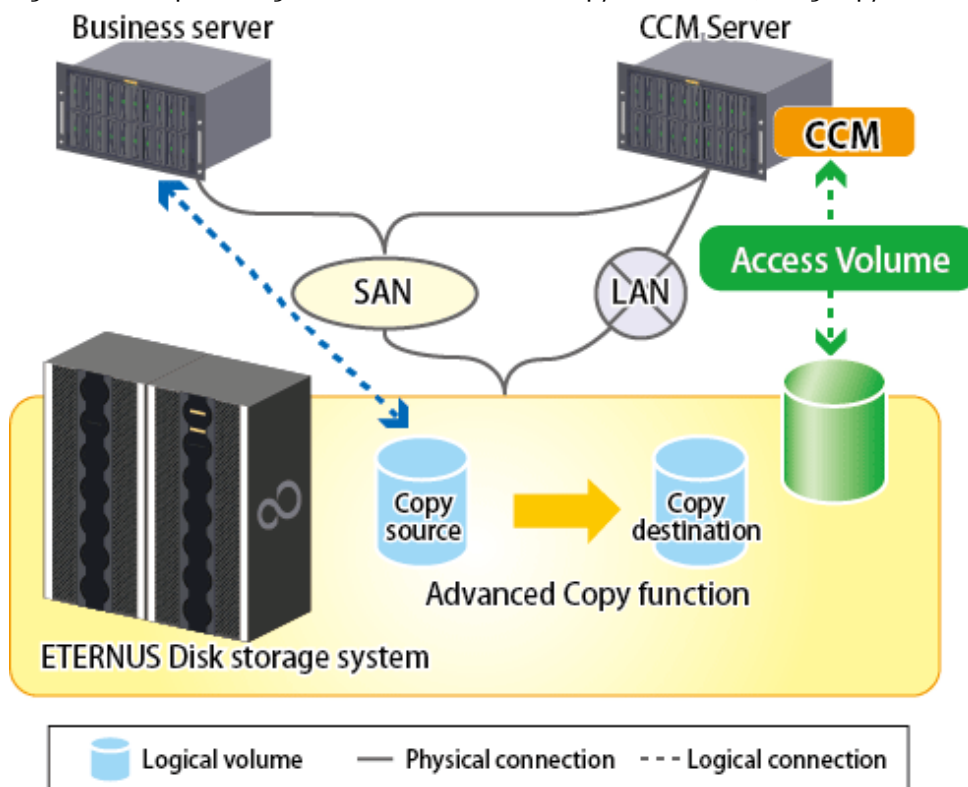 Business server
CCM Server
CCM
Access Volume
SAN
LAN
Copy
source
Copy
destination
Advanced Copy function
ETERNUS Disk storage system
Logical volume
Physical connection
Logical connection